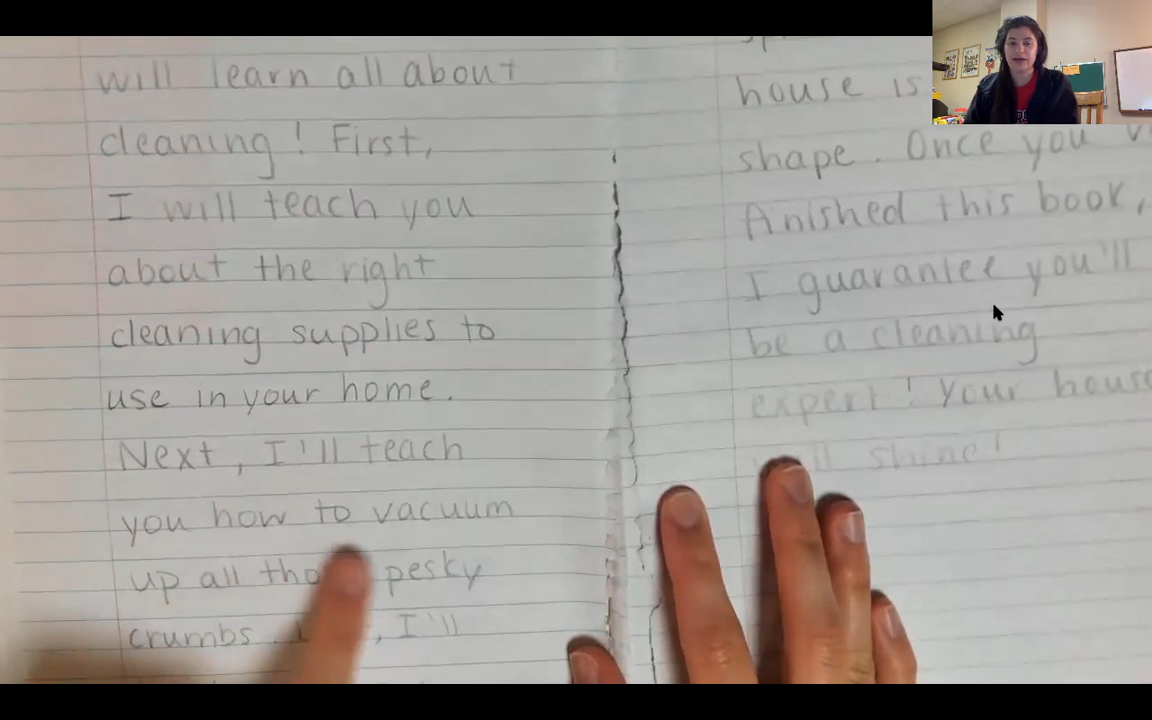 will learn all about
cleaning! First,
I will teach you
about the right
cleaning supplies to
use in your home.
Next, I'll teach
you how to vacuum
up all pesky
crumbs. , I'll
house is
shape. Once you
finished this book,
I guarantee you'll
be a cleaning
expert! Your house
shine!